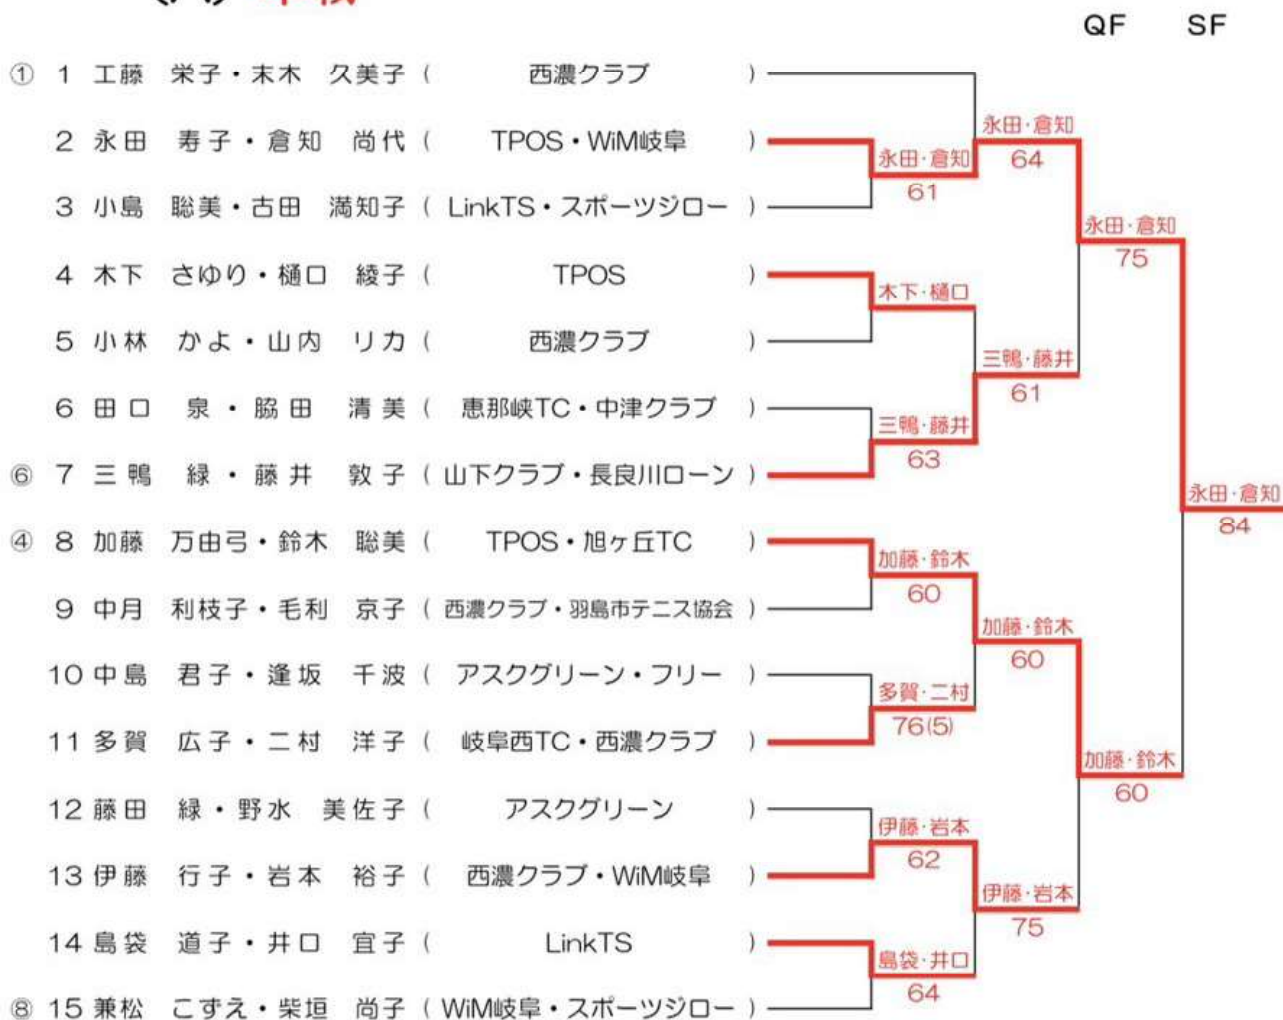 QF SF
① 1 工藤 栄子・末木 久美子 ( 西濃クラブ )
永田・倉知
2 永田 寿子・倉知 尚代 ( TPOS・WiM岐阜 )
永田・倉知 64
61
3 小島 聡美・古田 満知子 ( LinkTS・スポーツジロー )
永田・倉知
75
4 木下 さゆり・樋口 綾子 ( TPOS )
木下・樋口
5 小林 かよ・山内 リカ ( 西濃クラブ )
三鴨・藤井
61
6 田口 泉・脇田 清美 ( 恵那峡TC・中津クラブ )
三鴨・藤井
63
⑥ 7 三鴨 緑・藤井 敦子 ( 山下クラブ・長良川ローン )
永田・倉知
84
④ 8 加藤 万由弓・鈴木 聡美 ( TPOS・旭ヶ丘TC )
加藤・鈴木
60
9 中月 利枝子・毛利 京子 ( 西濃クラブ・羽島市テニス協会 )
加藤・鈴木
60
10 中島 君子・逢坂 千波 ( アスクグリーン・フリー )
多賀・二村
76(5)
11 多賀 広子・二村 洋子 ( 岐阜西TC・西濃クラブ )
加藤・鈴木
60
12 藤田 緑・野水 美佐子 ( アスクグリーン )
伊藤・岩本
62
13 伊藤 行子・岩本 裕子 ( 西濃クラブ・WiM岐阜 )
伊藤・岩本
75
14 島袋 道子・井口 宜子 ( LinkTS )
島袋・井口
64
⑧ 15 兼松 こずえ・柴垣 尚子 ( WiM岐阜・スポーツジロー )